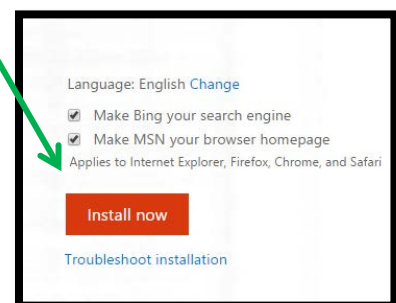 Language: English Change
Make Bing your search engine
Make MSN your browser homepage
Applies to Internet Explorer, Firefox, Chrome, and Safari
Install now
Troubleshoot installation